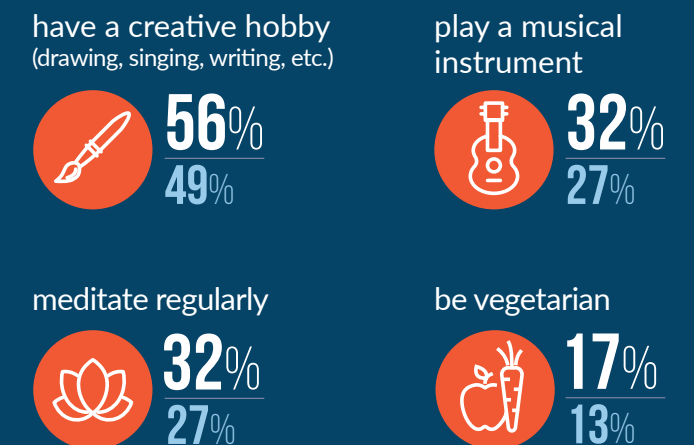 have a creative hobby
(drawing, singing, writing, etc.)
56%
49%
play a musical
instrument
32%
27%
meditate regularly
32%
27%
be vegetarian
17%
13%